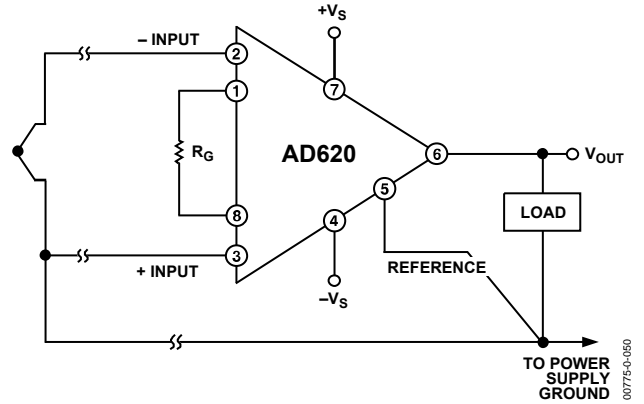 +VS
– INPUT
2
7
1
RG
AD620
6
VOUT
5
LOAD
8
4
3
REFERENCE
+ INPUT
–VS
TO POWER
SUPPLY
GROUND
00775-0-050